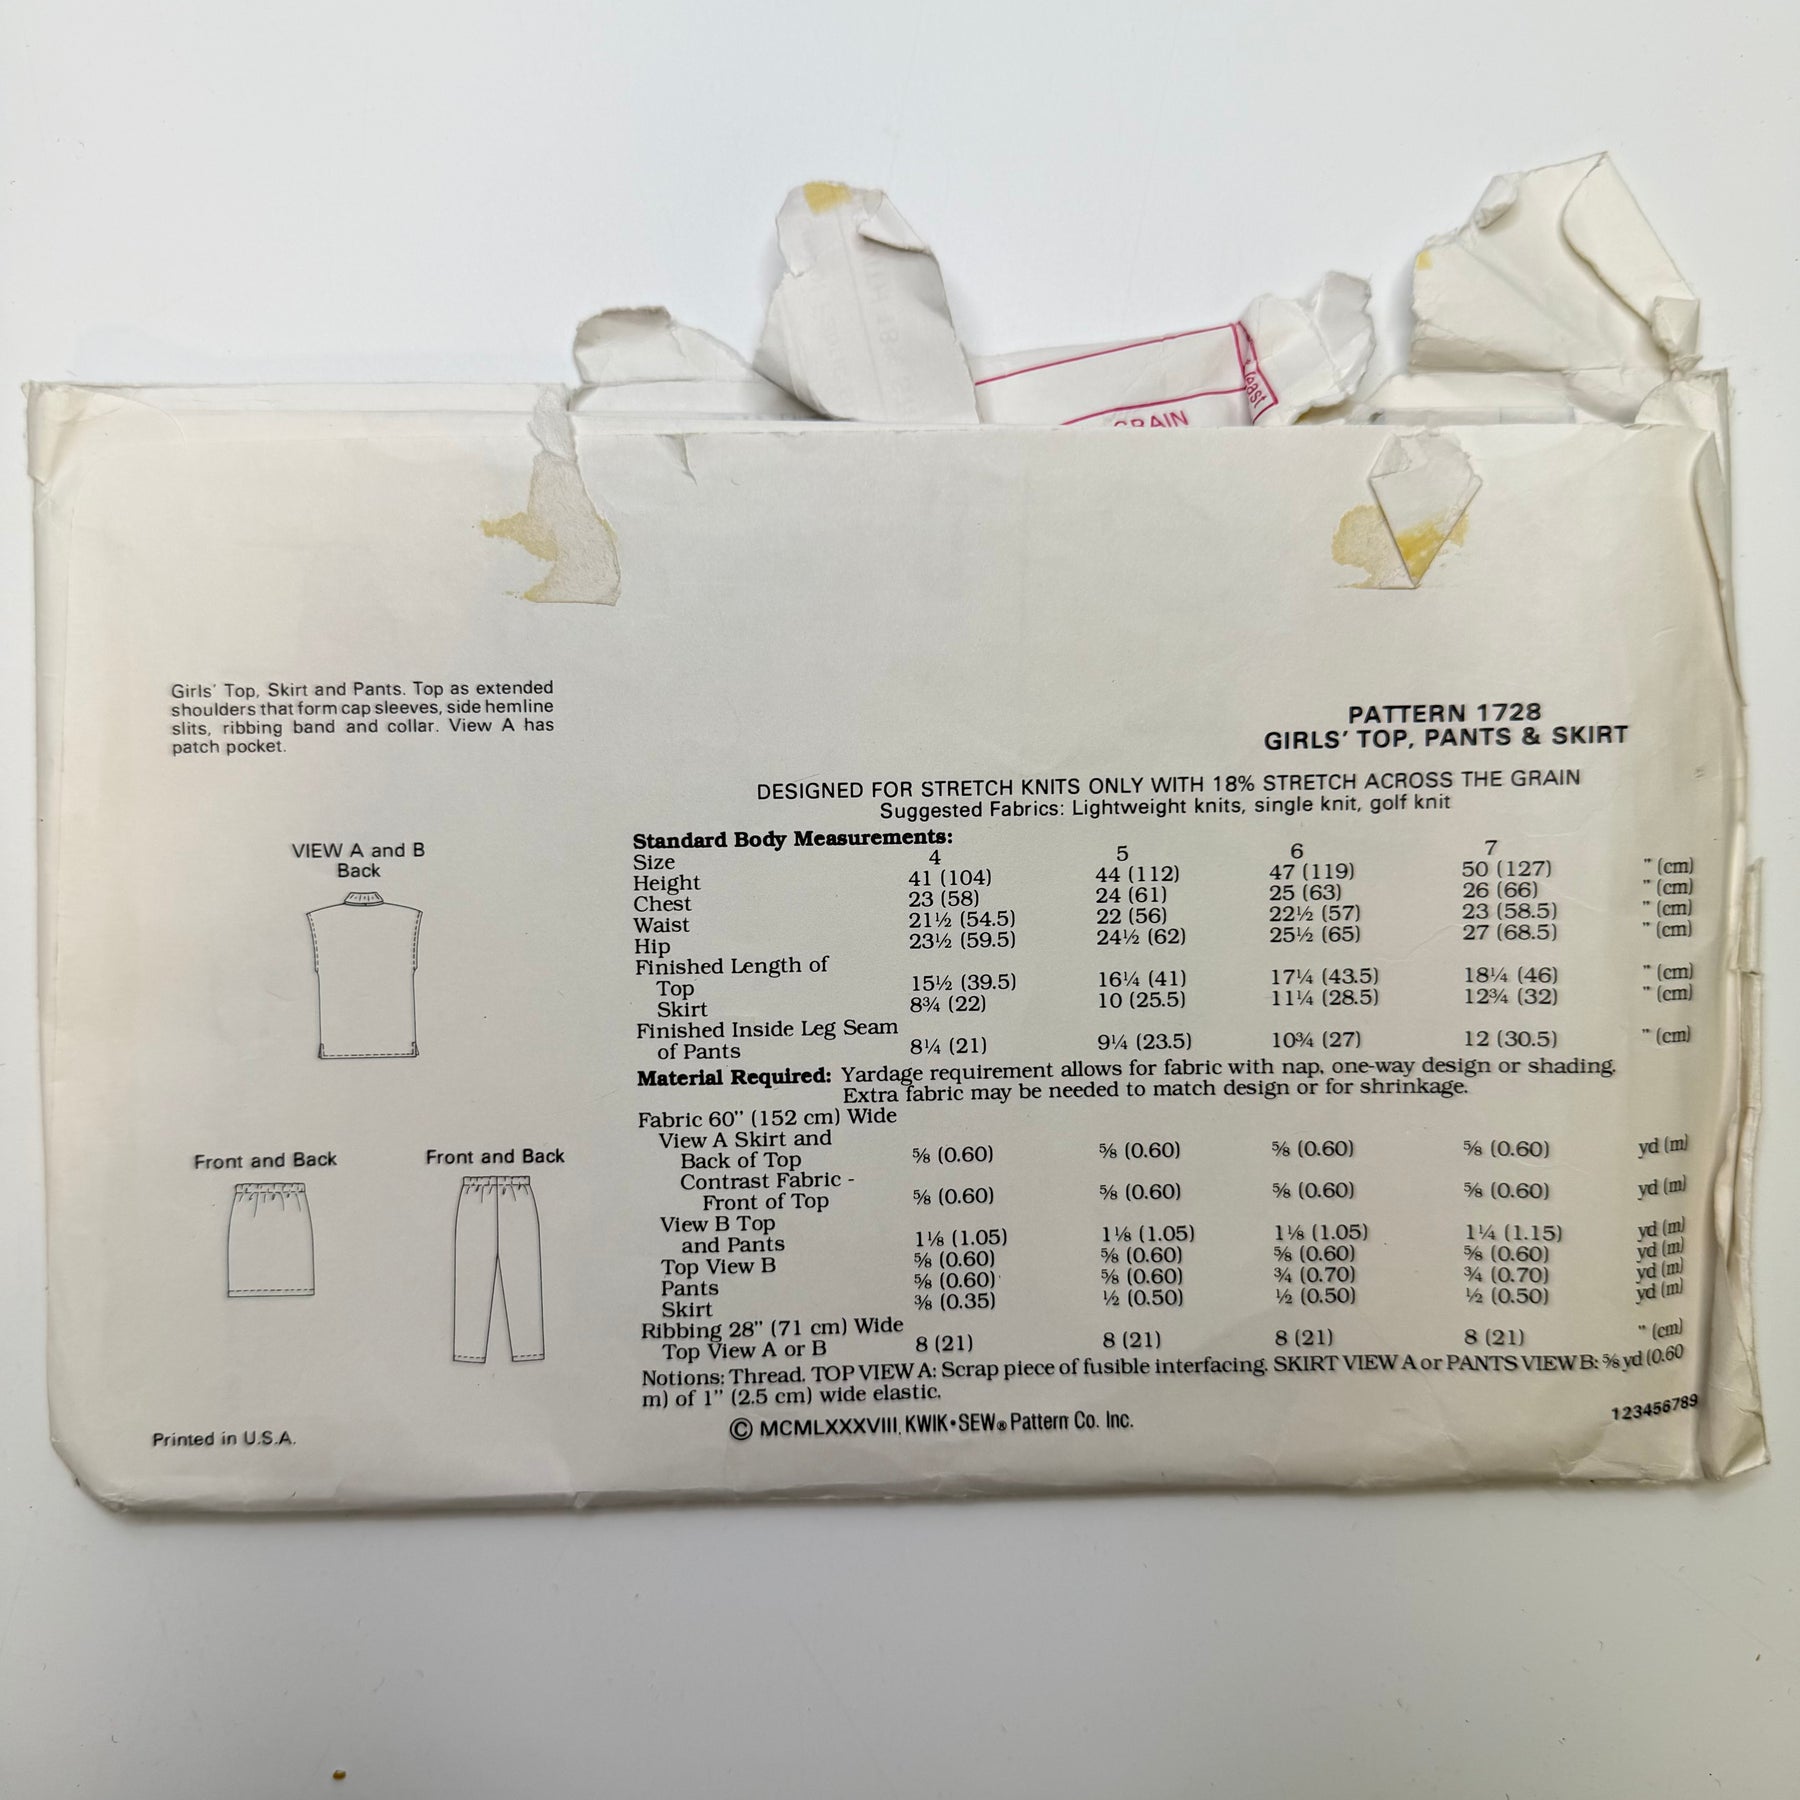 GRAIN
Girls' Top, Skirt and Pants. Top as extended
shoulders that form cap sleeves, side hemline
slits, ribbing band and collar. View A has
patch pocket.
VIEW A and B
Back
Front and Back
Front and Back
Printed in U.S.A.
PATTERN 1728
GIRLS' TOP, PANTS & SKIRT
DESIGNED FOR STRETCH KNITS ONLY WITH 18% STRETCH ACROSS THE GRAIN
Suggested Fabrics: Lightweight knits, single knit, golf knit
Standard Body Measurements:
Size 4 5 6 7
Height 41 (104) 44 (112) 47 (119) 50 (127) " (cm)
Chest 23 (58) 24 (61) 25 (63) 26 (66) " (cm)
Waist 21½ (54.5) 22 (56) 22½ (57) 23 (58.5) " (cm)
Hip 23½ (59.5) 24½ (62) 25½ (65) 27 (68.5) " (cm)
Finished Length of
Top 15½ (39.5) 16¼ (41) 17¼ (43.5) 18¼ (46) " (cm)
Skirt 8¾ (22) 10 (25.5) 11¼ (28.5) 12¾ (32) " (cm)
Finished Inside Leg Seam
of Pants 8¼ (21) 9¼ (23.5) 10¾ (27) 12 (30.5) " (cm)
Material Required: Yardage requirement allows for fabric with nap, one-way design or shading.
Extra fabric may be needed to match design or for shrinkage.
Fabric 60" (152 cm) Wide
View A Skirt and
Back of Top ⅝ (0.60) ⅝ (0.60) ⅝ (0.60) ⅝ (0.60) yd (m)
Contrast Fabric -
Front of Top ⅝ (0.60) ⅝ (0.60) ⅝ (0.60) ⅝ (0.60) yd (m)
View B Top
and Pants 1⅛ (1.05) 1⅛ (1.05) 1⅛ (1.05) 1¼ (1.15) yd (m)
Top View B ⅝ (0.60) ⅝ (0.60) ⅝ (0.60) ⅝ (0.60) yd (m)
Pants ⅝ (0.60) ⅝ (0.60) ¾ (0.70) ¾ (0.70) yd (m)
Skirt ⅜ (0.35) ½ (0.50) ½ (0.50) ½ (0.50) yd (m)
Ribbing 28" (71 cm) Wide
Top View A or B 8 (21) 8 (21) 8 (21) 8 (21) " (cm)
Notions: Thread. TOP VIEW A: Scrap piece of fusible interfacing. SKIRT VIEW A or PANTS VIEW B: ⅝ yd (0.60
m) of 1" (2.5 cm) wide elastic.
© MCMLXXXVIII, KWIK•SEW® Pattern Co. Inc.
123456789